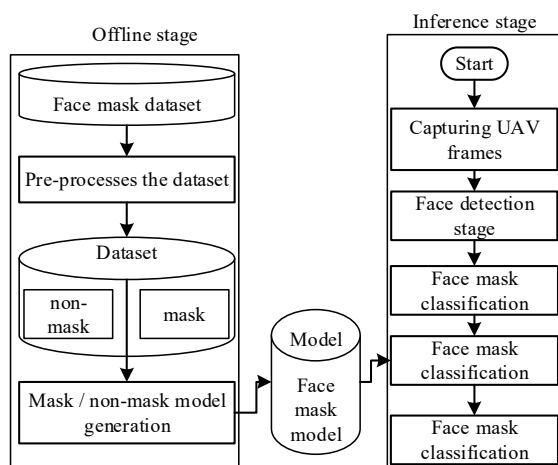 Offline stage
Face mask dataset
Pre-processes the dataset
Dataset
non-
mask
mask
Mask / non-mask model
generation
Model
Face
mask
model
Inference stage
Start
Capturing UAV
frames
Face detection
stage
Face mask
classification
Face mask
classification
Face mask
classification